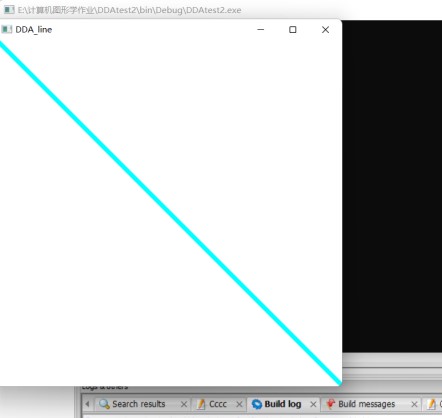 E:\计算机图形学作业\DDAtest2\bin\Debug\DDAtest2.exe
DDA_line
Logs & others
Search results
Cccc
Build log
Build messages